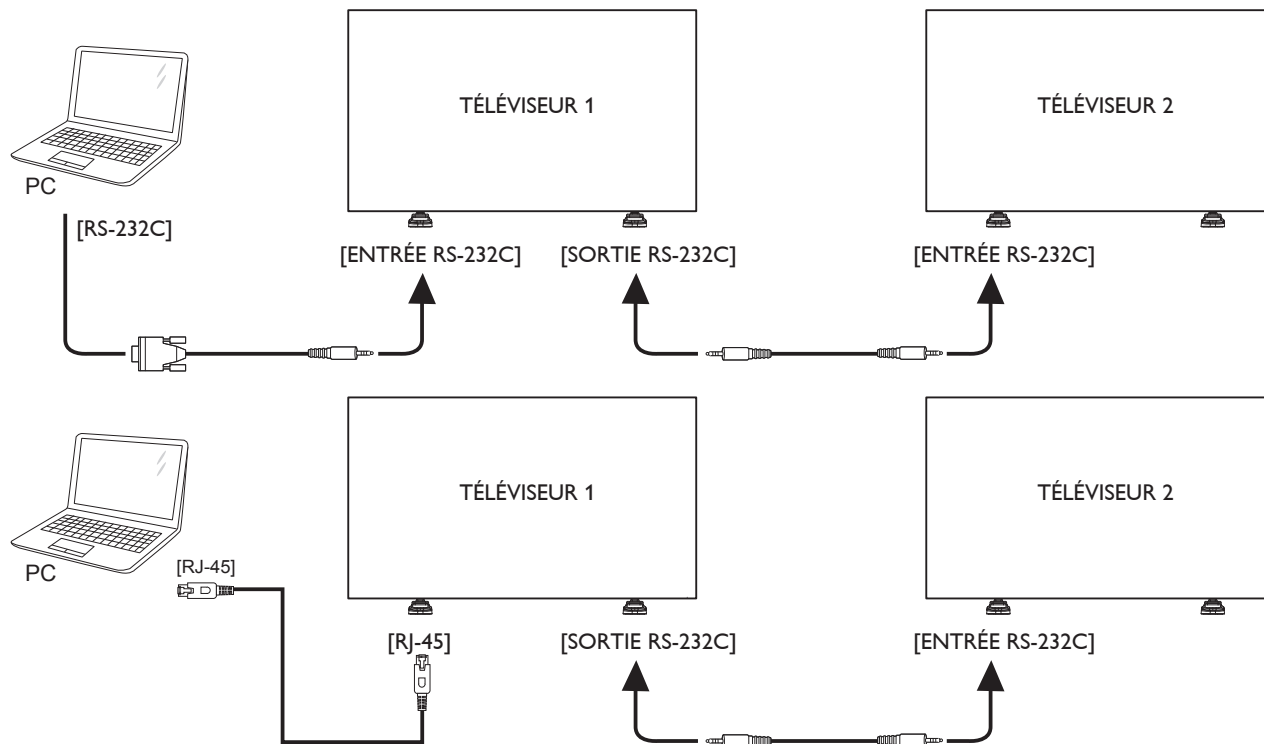 TÉLÉVISEUR 1
TÉLÉVISEUR 2
PC
[RS-232C]
[ENTRÉE RS-232C]
[SORTIE RS-232C]
[ENTRÉE RS-232C]
TÉLÉVISEUR 1
TÉLÉVISEUR 2
PC
[RJ-45]
[RJ-45]
[SORTIE RS-232C]
[ENTRÉE RS-232C]